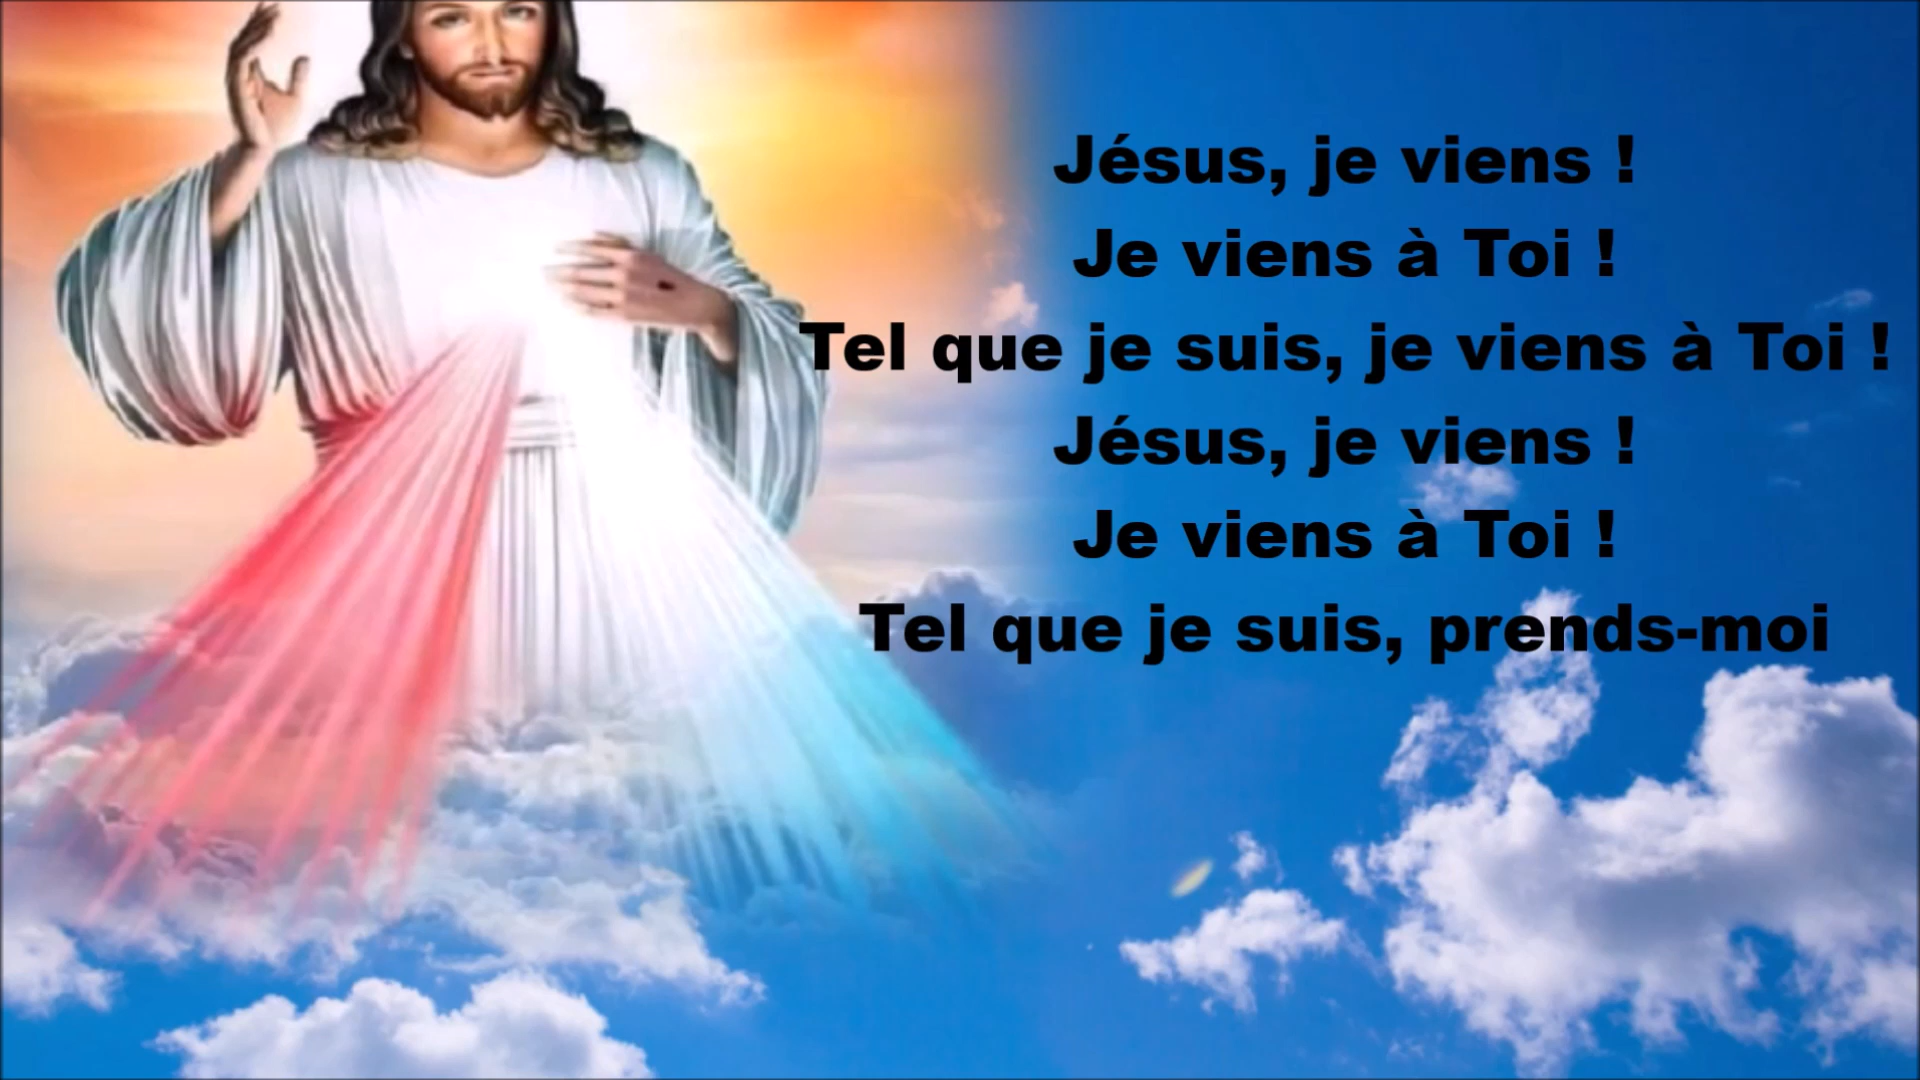 Jésus, je viens !
Je viens à Toi !
Tel que je suis, je viens à Toi !
Jésus, je viens !
Je viens à Toi !
Tel que je suis, prends-moi